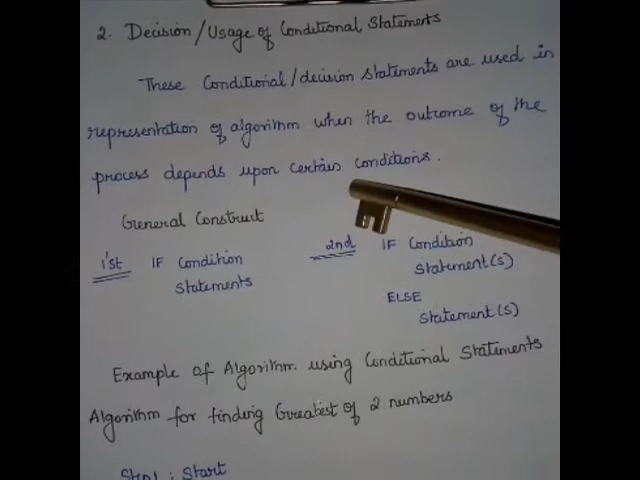 2. Decision/Usage of Conditional Statements
These Conditional/decision statements are used in
representation of algorithm when the outcome of the
process depends upon certain conditions.
General Construct
1st IF Condition
Statements
2nd IF Condition
Statement(s)
ELSE
Statement(s)
Example of Algorithm using Conditional Statements
Algorithm for finding Greatest of 2 numbers
Step1 : Start